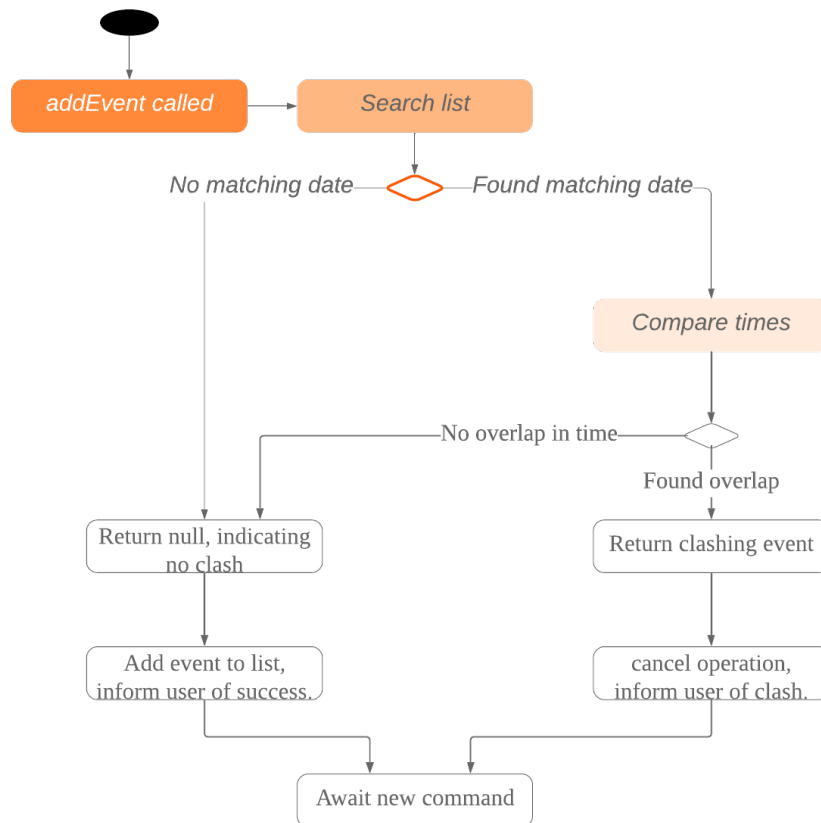 addEvent called
Search list
No matching date
Found matching date
Compare times
No overlap in time
Found overlap
Return null, indicating
no clash
Return clashing event
Add event to list,
inform user of success.
cancel operation,
inform user of clash.
Await new command